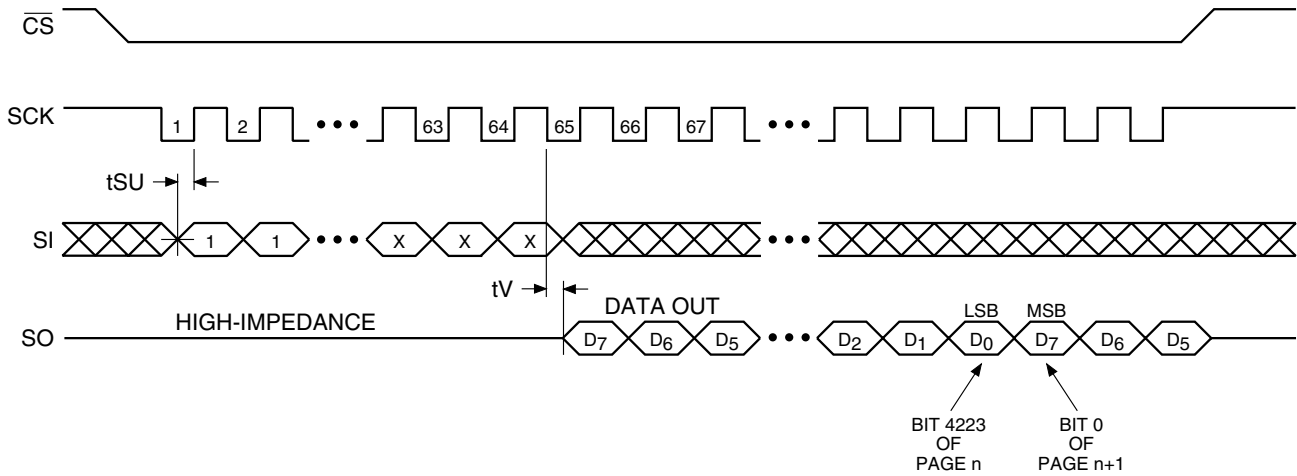 CS
SCK
1 2 ••• 63 64 65 66 67 •••
tSU
SI
1 1 ••• X X X •••
tV
DATA OUT
HIGH-IMPEDANCE
LSB MSB
SO
D7 D6 D5 ••• D2 D1 D0 D7 D6 D5
BIT 4223
OF
PAGE n
BIT 0
OF
PAGE n+1